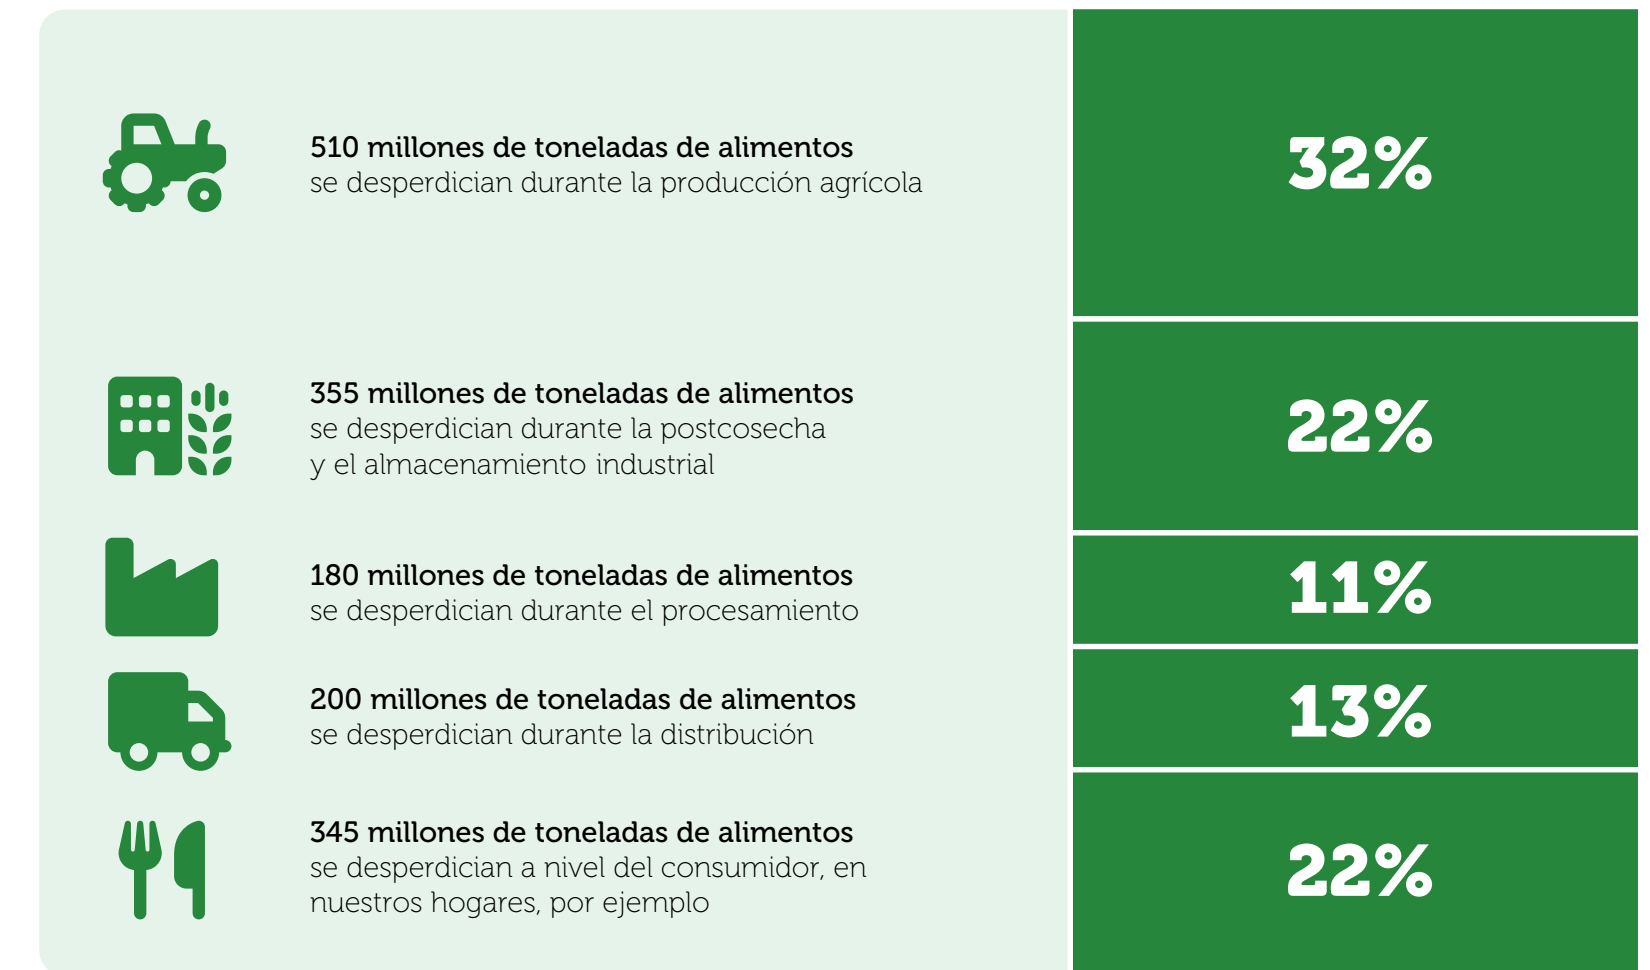 510 millones de toneladas de alimentos
se desperdician durante la producción agrícola
32%
355 millones de toneladas de alimentos
se desperdician durante la postcosecha
y el almacenamiento industrial
22%
180 millones de toneladas de alimentos
se desperdician durante el procesamiento
11%
200 millones de toneladas de alimentos
se desperdician durante la distribución
13%
345 millones de toneladas de alimentos
se desperdician a nivel del consumidor, en
nuestros hogares, por ejemplo
22%